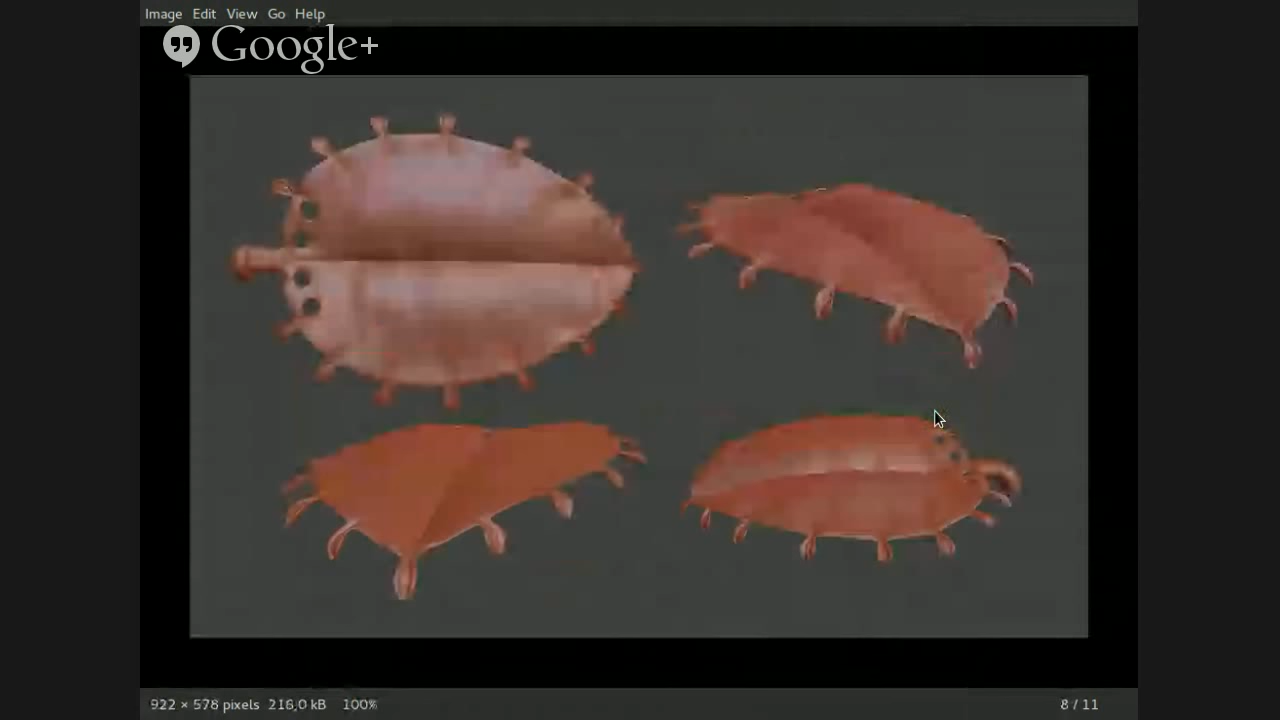 Image Edit View Go Help
Google+
922 × 578 pixels 216,0 kB 100% 8 / 11